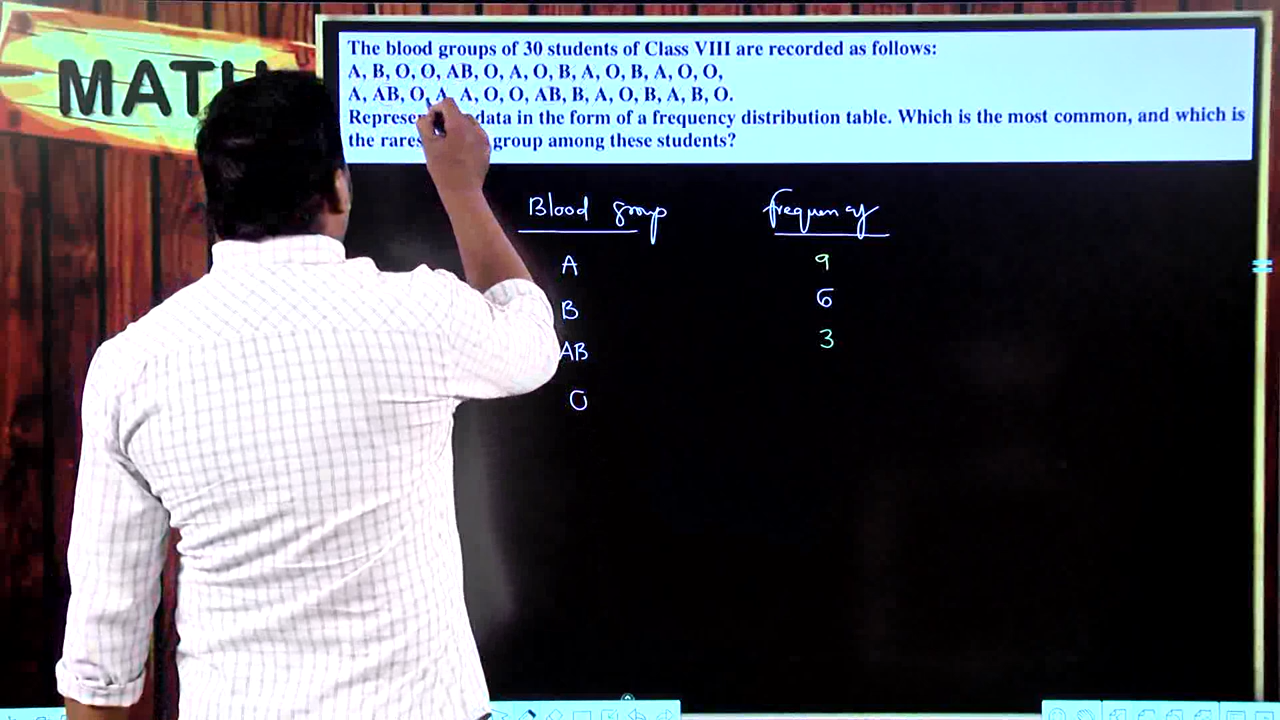 MATH
The blood groups of 30 students of Class VIII are recorded as follows:
A, B, O, O, AB, O, A, O, B, A, O, B, A, O, O,
A, AB, O, A, A, O, O, AB, B, A, O, B, A, B, O.
data in the form of a frequency distribution table. Which is the most common, and which is
the group among these students?
Blood group frequency
A 9
B 6
AB 3
O